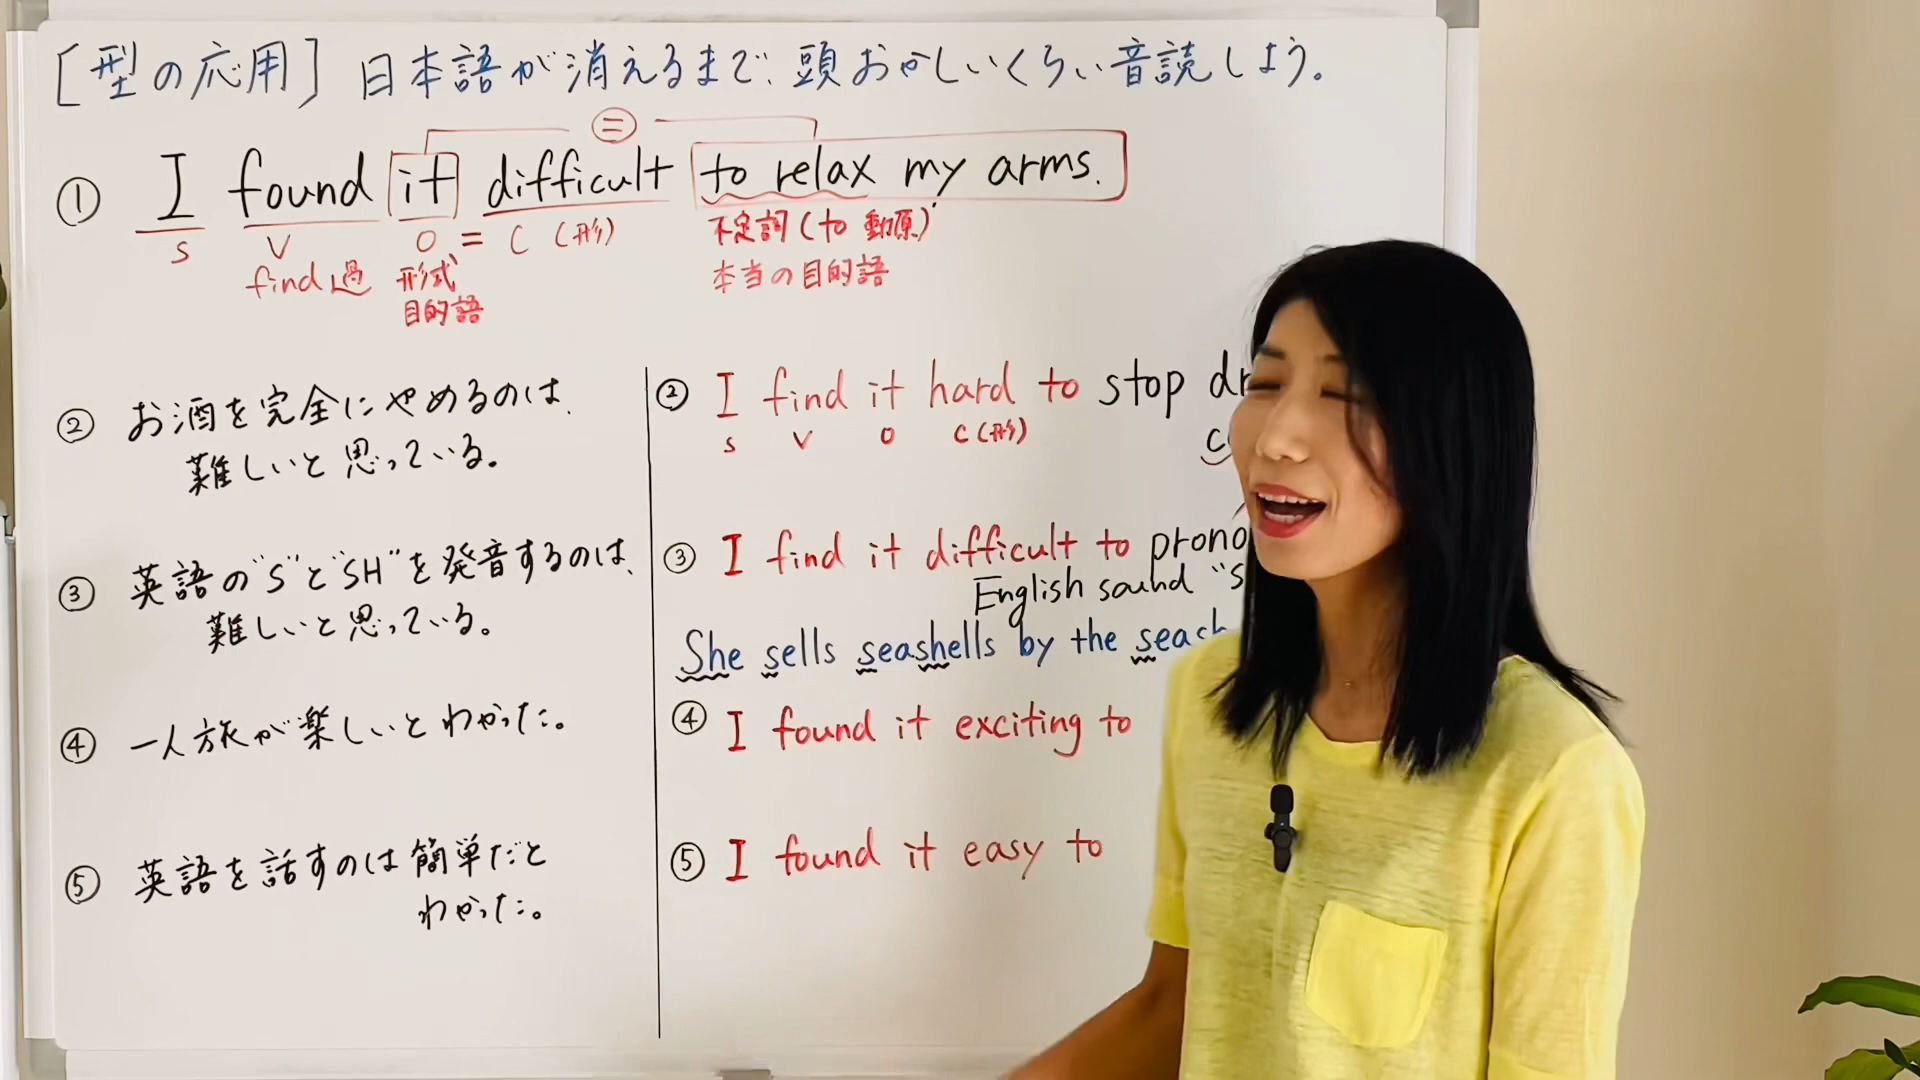 [型の応用] 日本語が消えるまで、頭おかしいくらい音読しよう。
=
① I found it difficult to relax my arms.
S V O = C (形) 不定詞 (to 動原)
find 過 形式 本当の目的語
目的語
② お酒を完全にやめるのは、
難しいと思っている。
③ 英語の"S"と"SH"を発音するのは、
難しいと思っている。
④ 一人旅が楽しいとわかった。
⑤ 英語を話すのは簡単だと
わかった。
② I find it hard to stop dr
S V O C (形) c
③ I find it difficult to prono
English sound "S
She sells seashells by the seash
④ I found it exciting to
⑤ I found it easy to